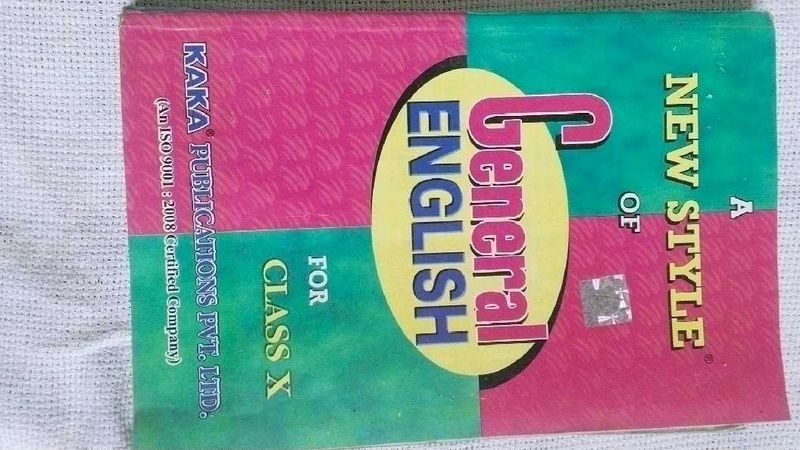 A
NEW STYLE®
OF
General
ENGLISH
FOR
CLASS X
KAKA® PUBLICATIONS PVT. LTD.
(An ISO 9001 : 2008 Certified Company)